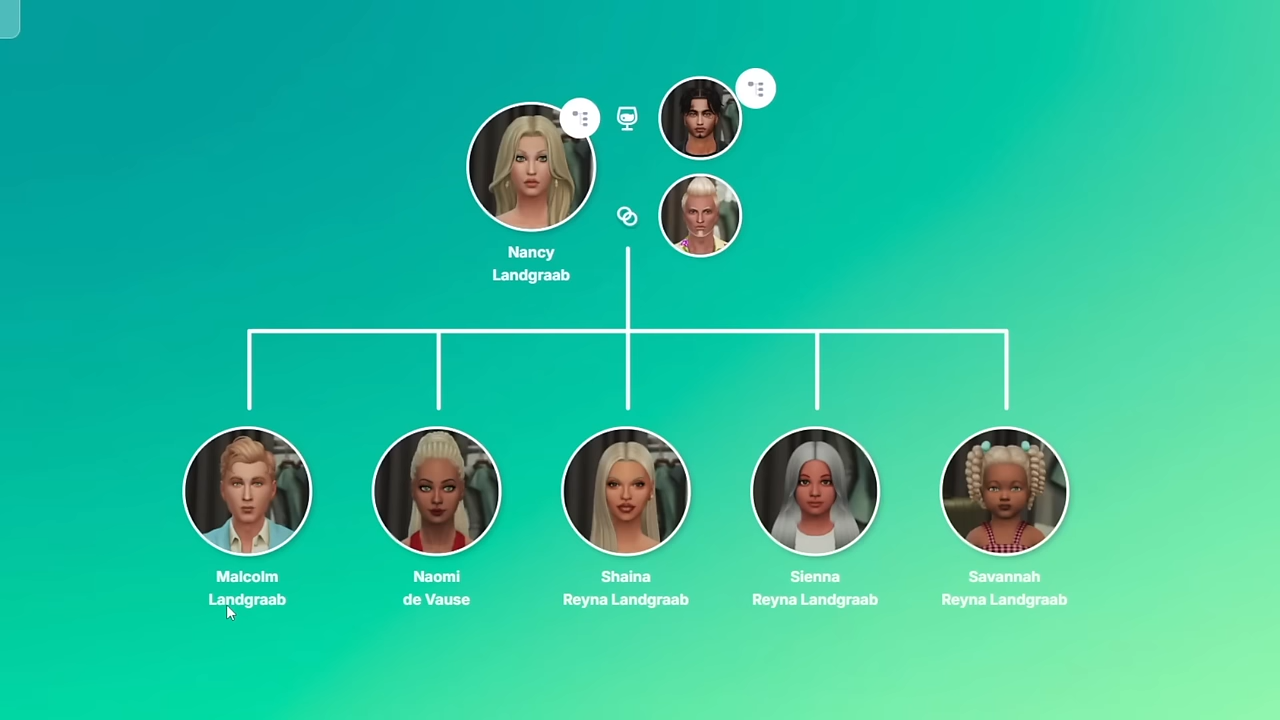 Nancy
Landgraab
Malcolm
Landgraab
Naomi
de Vause
Shaina
Reyna Landgraab
Sienna
Reyna Landgraab
Savannah
Reyna Landgraab